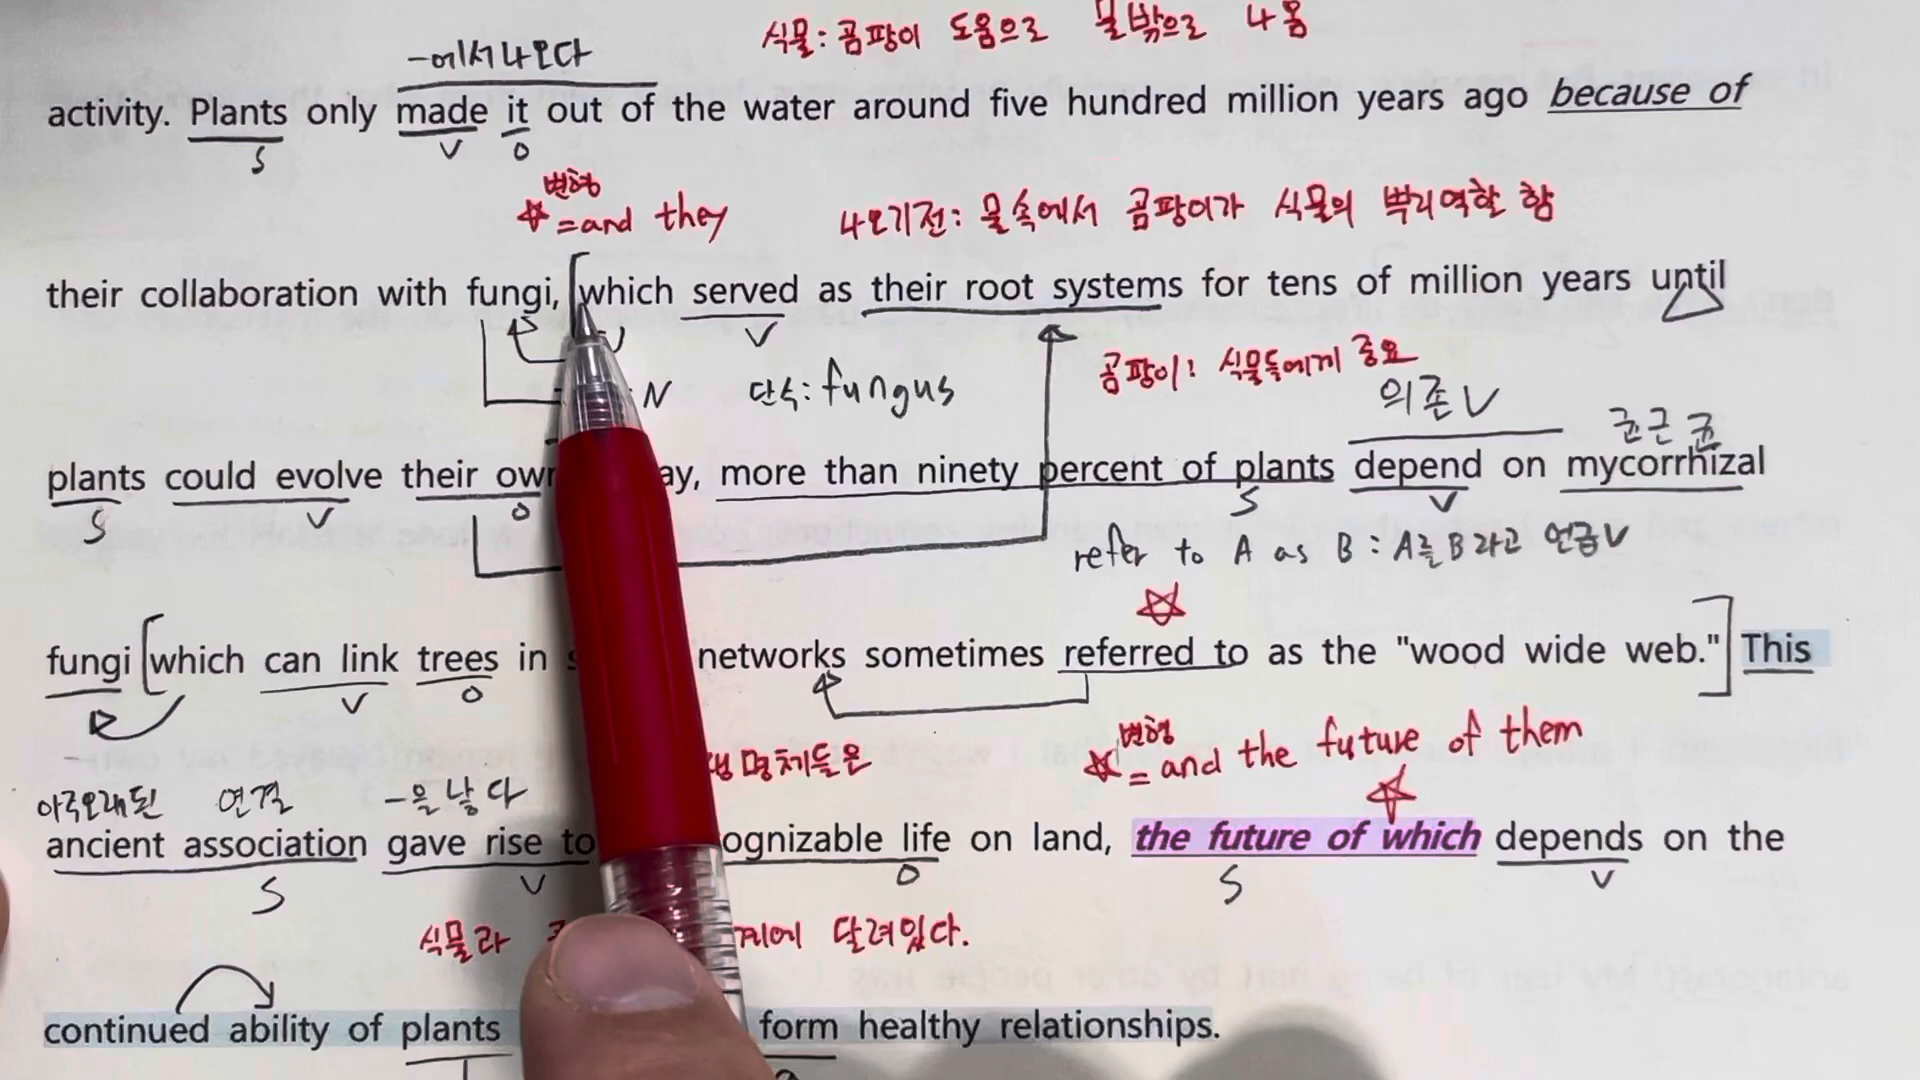 식물: 곰팡이 도움으로 물밖으로 나옴
-에서 나오다
activity. Plants only made it out of the water around five hundred million years ago because of
S V O
변형
☆ = and they 나오기전: 물속에서 곰팡이가 식물의 뿌리역할 함
their collaboration with fungi, [which served as their root systems for tens of million years until
V
곰팡이: 식물들에게 중요
N 단수: fungus 의존V 균근균
plants could evolve their own ay, more than ninety percent of plants depend on mycorrhizal
S V O S V
refer to A as B : A를 B라고 언급V
fungi [which can link trees in networks sometimes referred to as the "wood wide web."] This
V O
생명체들은 변형
☆ = and the future of them
아주오래된 연결 -을 낳다
ancient association gave rise to ognizable life on land, the future of which depends on the
S V O S V
식물과 계에 달려있다.
continued ability of plants form healthy relationships.